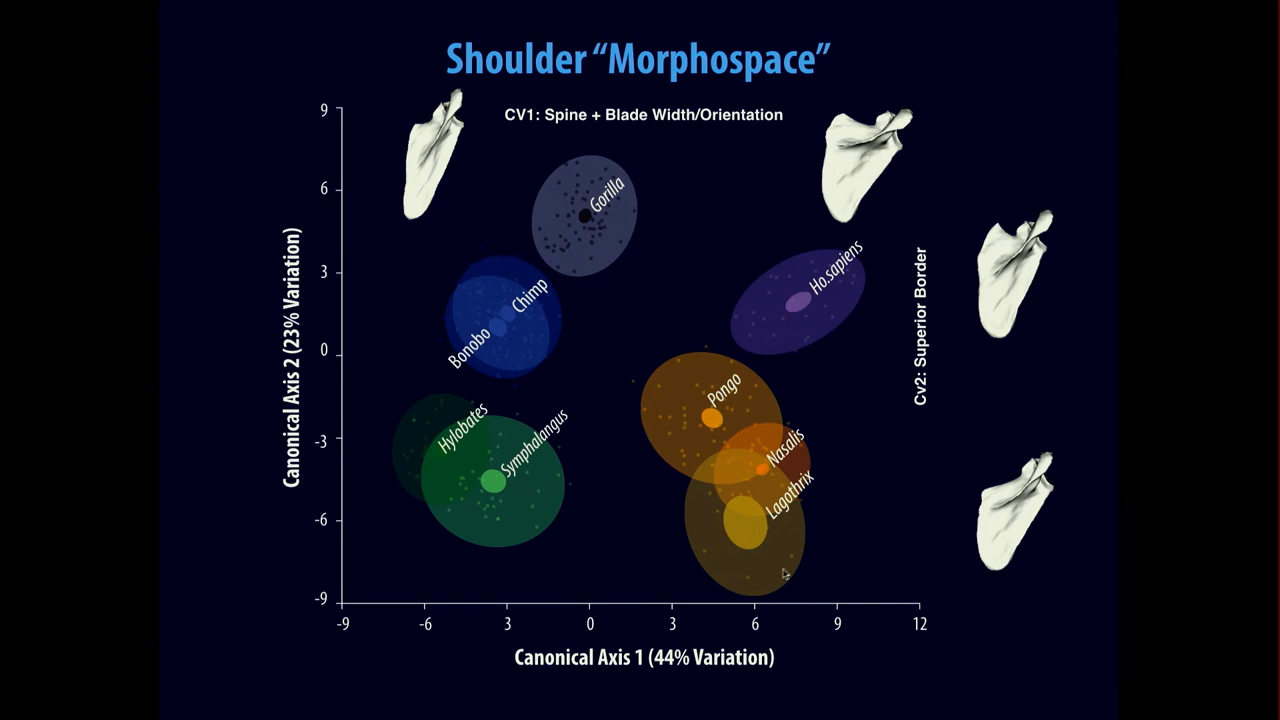 Shoulder “Morphospace”
CV1: Spine + Blade Width/Orientation
Canonical Axis 2 (23% Variation)
9
6
3
0
-3
-6
-9
Gorilla
Chimp
Bonobo
Ho.sapiens
Hylobates
Symphalangus
Pongo
Nasalis
Lagothrix
Cv2: Superior Border
-9
-6
3
0
3
6
9
12
Canonical Axis 1 (44% Variation)